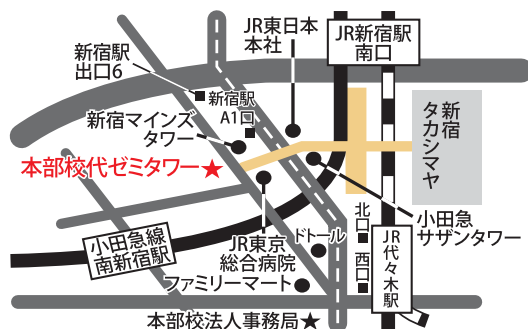 JR東日本
本社
JR新宿駅
南口
新宿駅
出口6
新宿駅
A1口
新宿マインズ
タワー
新宿
タカシマヤ
本部校代ゼミタワー★
小田急線
南新宿駅
JR東京
総合病院
ドトール
北口
西口
JR
代々木駅
小田急
サザンタワー
ファミリーマート
本部校法人事務局★